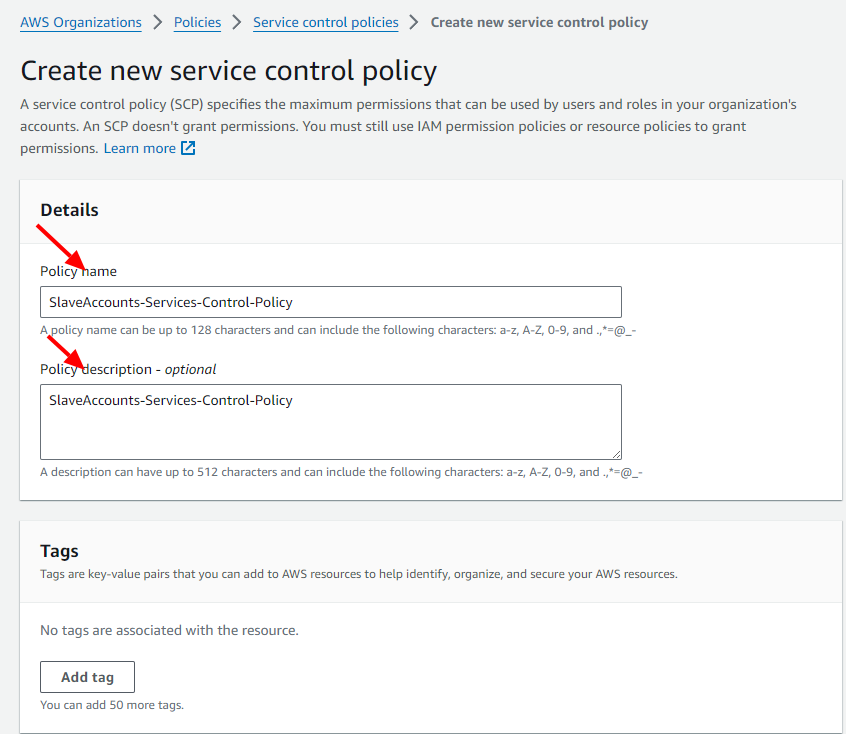 AWS Organizations > Policies > Service control policies > Create new service control policy
Create new service control policy
A service control policy (SCP) specifies the maximum permissions that can be used by users and roles in your organization's
accounts. An SCP doesn't grant permissions. You must still use IAM permission policies or resource policies to grant
permissions. Learn more
Details
Policy name
SlaveAccounts-Services-Control-Policy
A policy name can be up to 128 characters and can include the following characters: a-z, A-Z, 0-9, and .,*=@_-
Policy description - optional
SlaveAccounts-Services-Control-Policy
A description can have up to 512 characters and can include the following characters: a-z, A-Z, 0-9, and .,*=@_-
Tags
Tags are key-value pairs that you can add to AWS resources to help identify, organize, and secure your AWS resources.
No tags are associated with the resource.
Add tag
You can add 50 more tags.